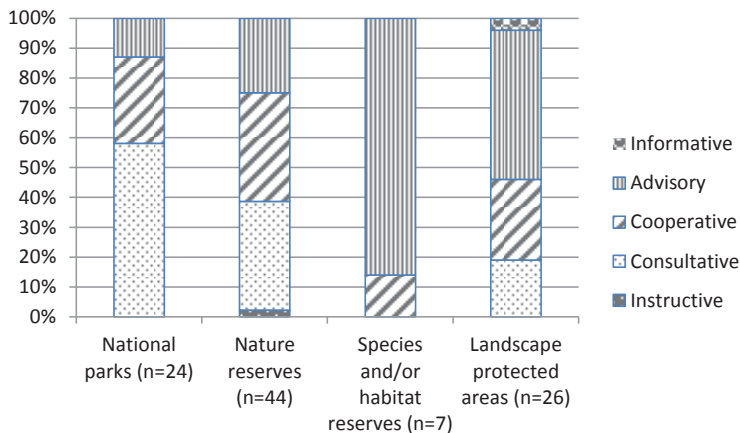 100%
90%
80%
70%
60%
50%
40%
30%
20%
10%
0%
National
parks (n=24)
Nature
reserves
(n=44)
Species
and/or
habitat
reserves (n=7)
Landscape
protected
areas (n=26)
Informative
Advisory
Cooperative
Consultative
Instructive